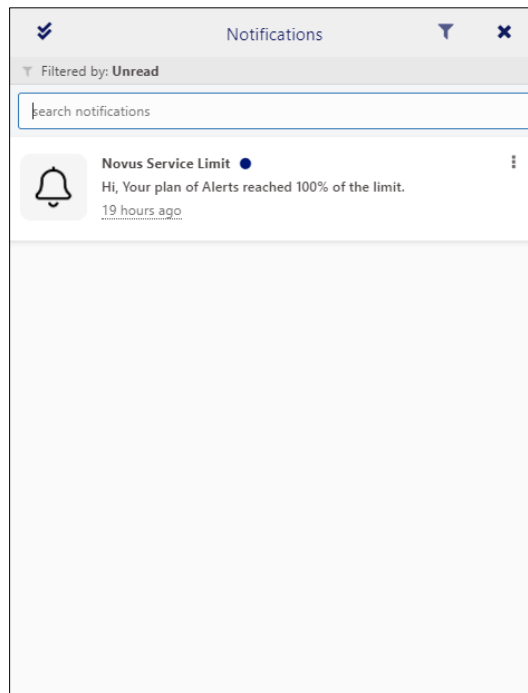 Notifications
Filtered by: Unread
search notifications
Novus Service Limit
Hi, Your plan of Alerts reached 100% of the limit.
19 hours ago